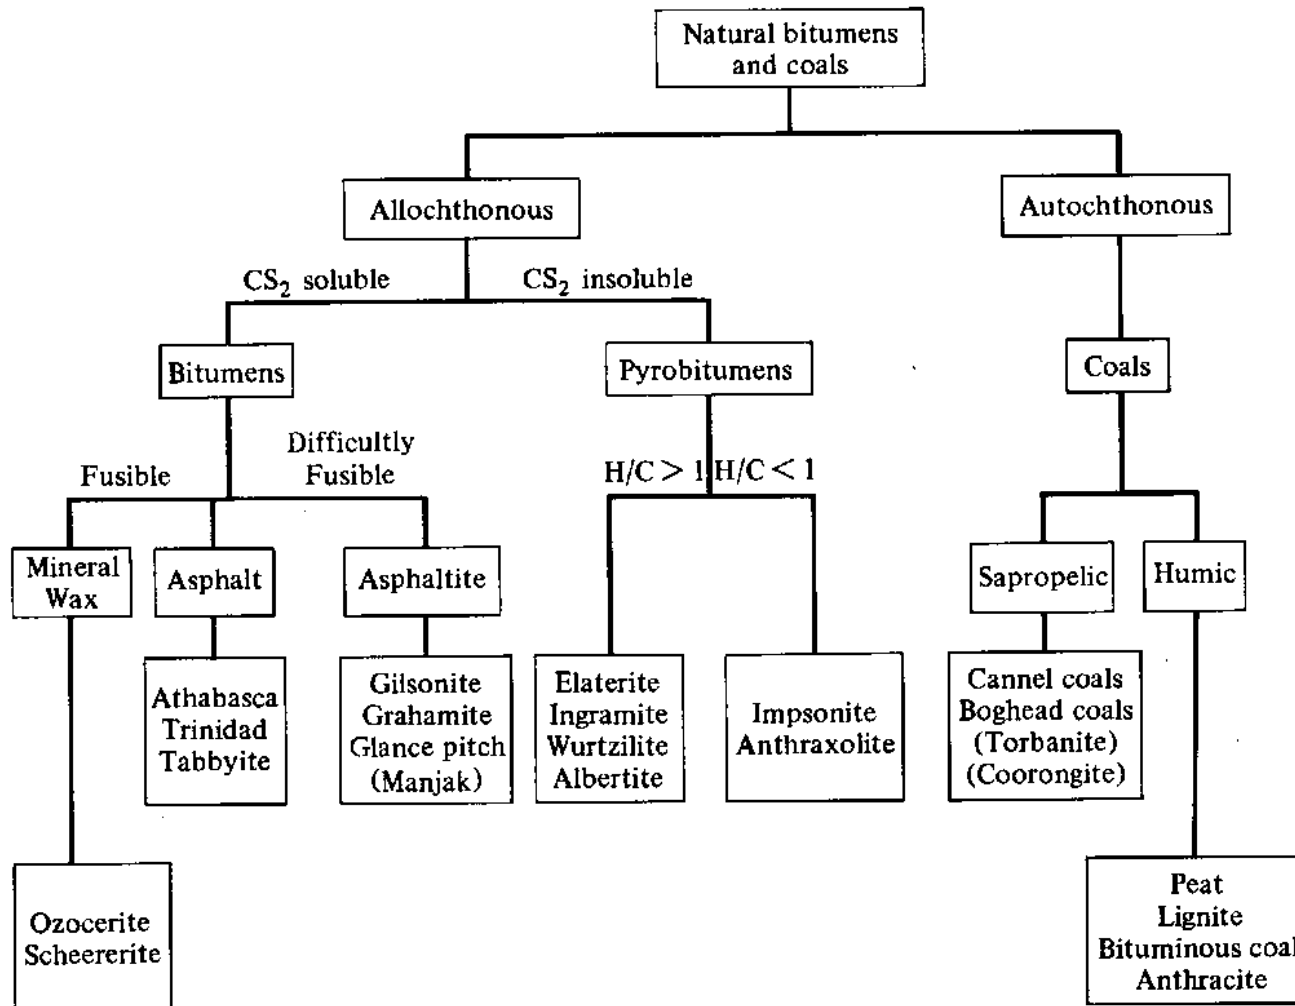 Natural bitumens
and coals
Allochthonous
Autochthonous
CS₂ soluble
CS₂ insoluble
Bitumens
Pyrobitumens
Coals
Fusible
Difficultly
Fusible
H/C > 1
H/C < 1
Mineral
Wax
Asphalt
Asphaltite
Sapropelic
Humic
Athabasca
Trinidad
Tabbyite
Gilsonite
Grahamite
Glance pitch
(Manjak)
Elaterite
Ingramite
Wurtzilite
Albertite
Impsonite
Anthraxolite
Cannel coals
Boghead coals
(Torbanite)
(Coorongite)
Ozocerite
Scheererite
Peat
Lignite
Bituminous coal
Anthracite